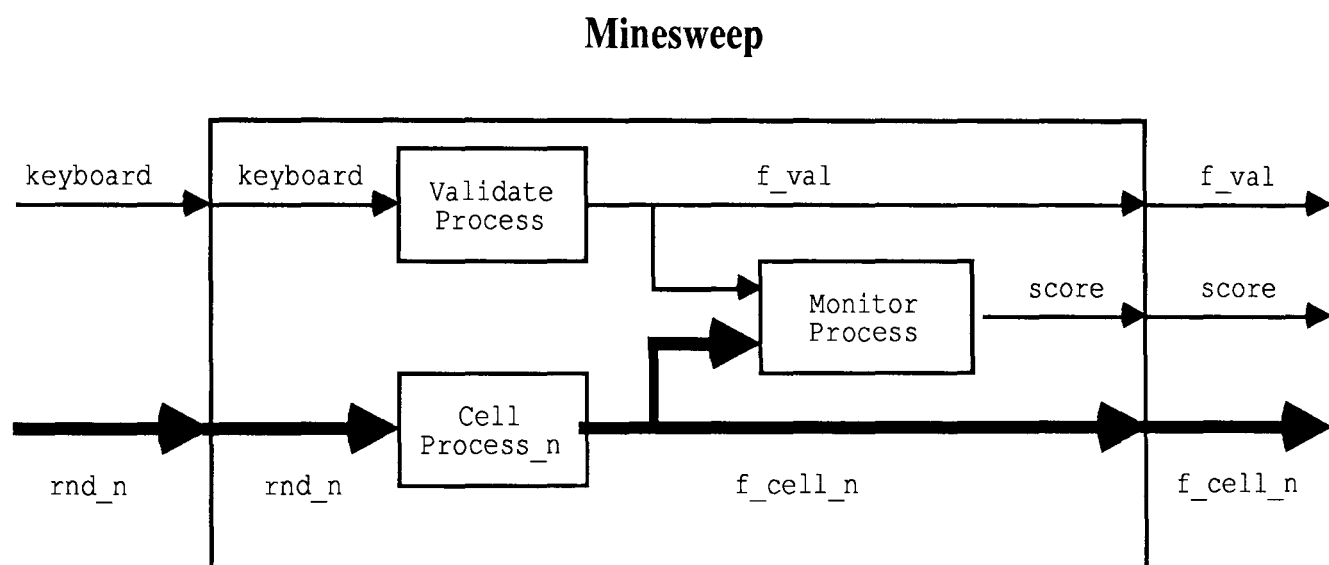 Minesweep
keyboard
keyboard
Validate
Process
f_val
f_val
Monitor
Process
score
score
Cell
Process_n
rnd_n
rnd_n
f_cell_n
f_cell_n